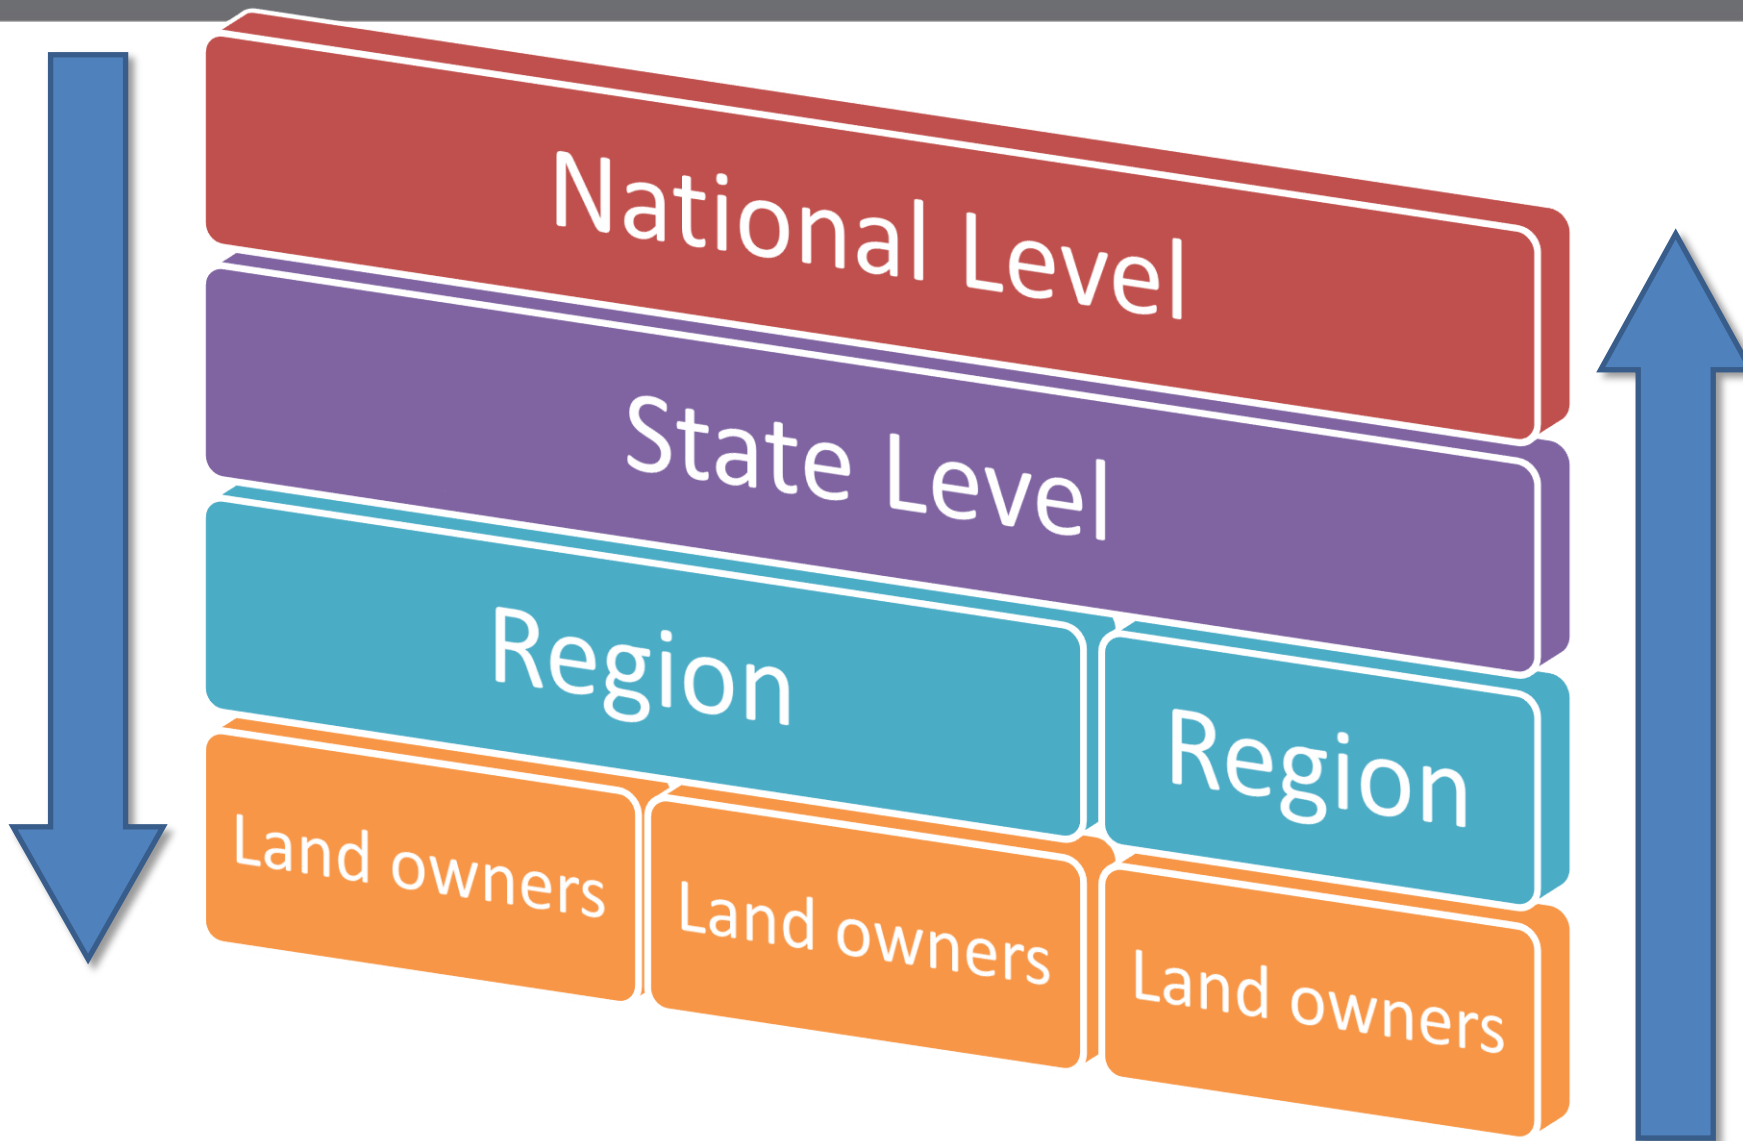 National Level
State Level
Region
Region
Land owners
Land owners
Land owners